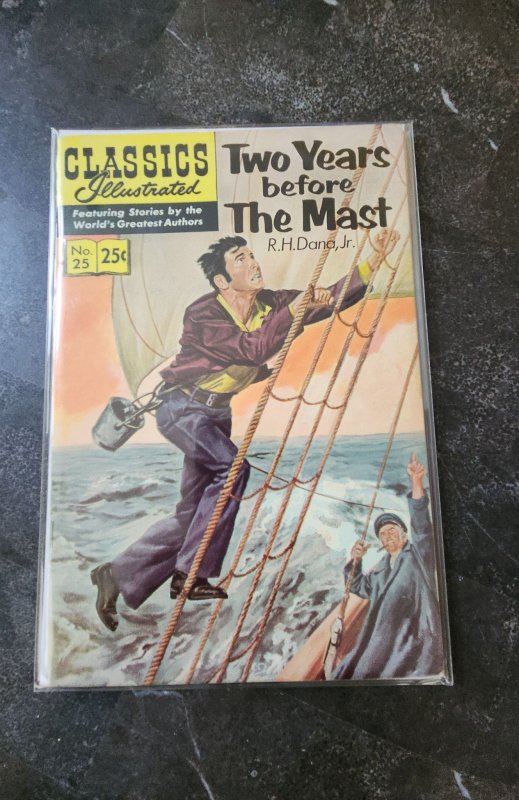 CLASSICS
Illustrated
Featuring Stories by the
World's Greatest Authors
No.
25
25¢
Two Years
before
The Mast
R.H. Dana, Jr.